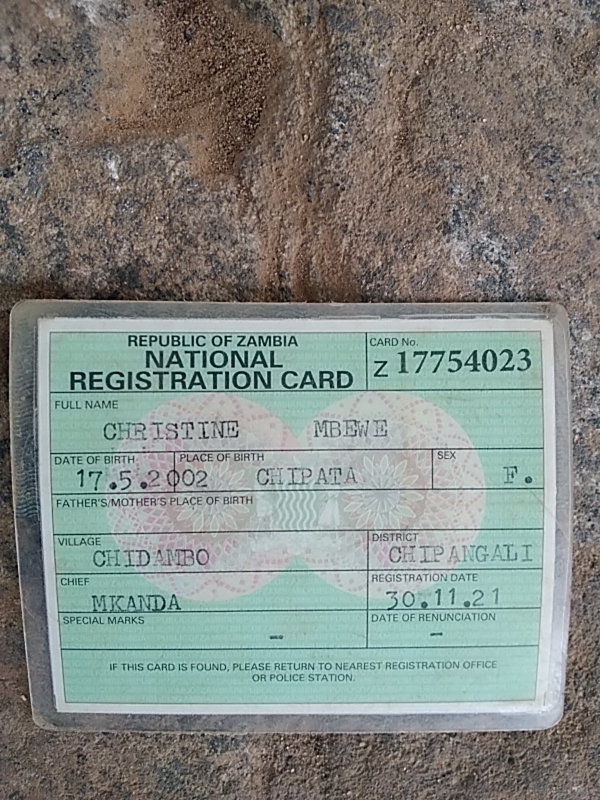 REPUBLIC OF ZAMBIA
NATIONAL
REGISTRATION CARD
CARD No.
Z 17754023
FULL NAME
CHRISTINE MBEWE
DATE OF BIRTH PLACE OF BIRTH SEX
17.5.2002 CHIPATA F.
FATHER'S/MOTHER'S PLACE OF BIRTH
VILLAGE DISTRICT
CHIDAMBO CHIPANGALI
CHIEF REGISTRATION DATE
MKANDA 30.11.21
SPECIAL MARKS DATE OF RENUNCIATION
- -
IF THIS CARD IS FOUND, PLEASE RETURN TO NEAREST REGISTRATION OFFICE
OR POLICE STATION.